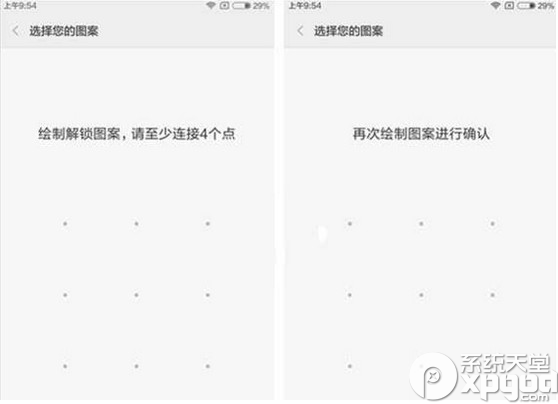 上午9:54
29%
选择您的图案
绘制解锁图案，请至少连接4个点
上午9:54
29%
选择您的图案
再次绘制图案进行确认
系统天堂
xpgod